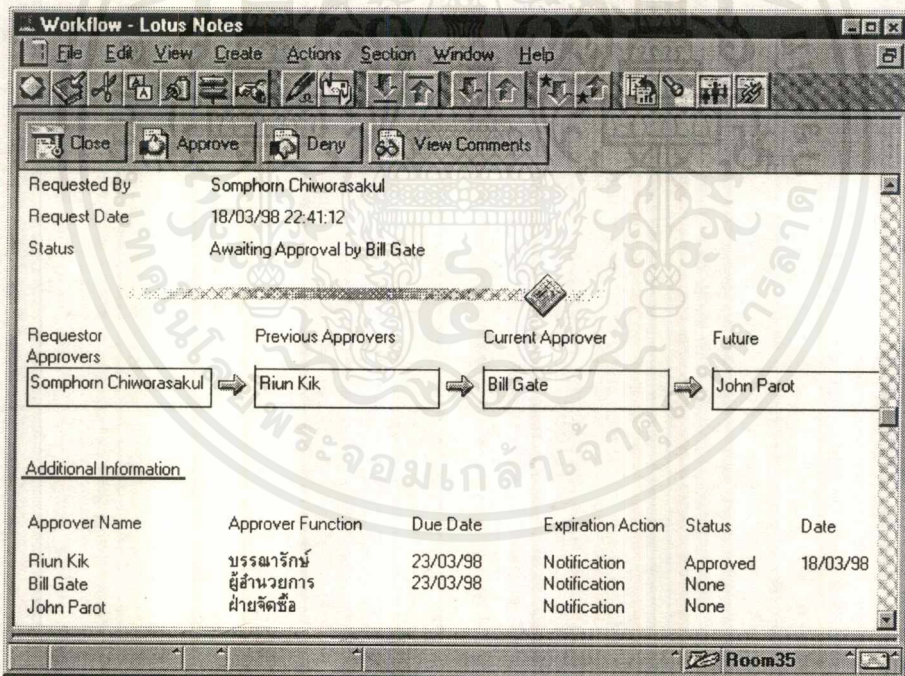 Workflow - Lotus Notes
File Edit View Create Actions Section Window Help
Close Approve Deny View Comments
Requested By Somphorn Chiworasakul
Request Date 18/03/98 22:41:12
Status Awaiting Approval by Bill Gate
Requestor Previous Approvers Current Approver Future
Approvers
Somphorn Chiworasakul Riun Kik Bill Gate John Parot
Additional Information
Approver Name Approver Function Due Date Expiration Action Status Date
Riun Kik บรรณารักษ์ 23/03/98 Notification Approved 18/03/98
Bill Gate ผู้อำนวยการ 23/03/98 Notification None
John Parot ฝ่ายจัดซื้อ Notification None
Room35